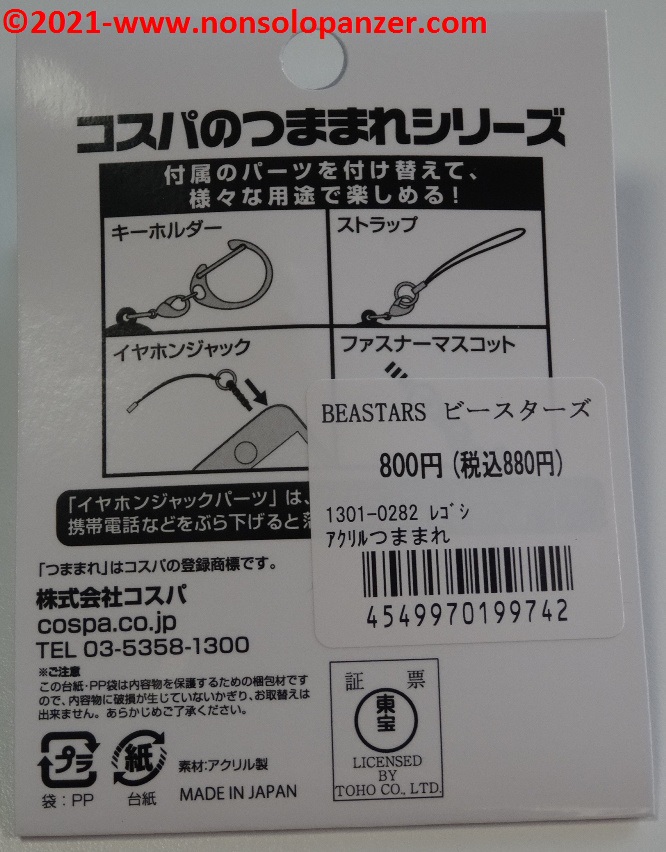 ©2021-www.nonsolopanzer.com
コスパのつままれシリーズ
付属のパーツを付け替えて、
様々な用途で楽しめる!
キーホルダー
ストラップ
イヤホンジャック
ファスナーマスコット
BEASTARS ビースターズ
800円(税込880円)
1301-0282 ﾚｺﾞｼ
ｱｸﾘﾙつままれ
4549970199742
「イヤホンジャックパーツ」は、
携帯電話などをぶら下げると落
「つままれ」はコスパの登録商標です。
株式会社コスパ
cospa.co.jp
TEL 03-5358-1300
※ご注意
この台紙・PP袋は内容物を保護するための梱包材です
ので、内容物に破損が生じていないかぎり、お取替えは
出来ません。あらかじめご了承ください。
プラ
袋:PP
紙
台紙
素材:アクリル製
MADE IN JAPAN
証票
東宝
LICENSED
BY
TOHO CO., LTD.